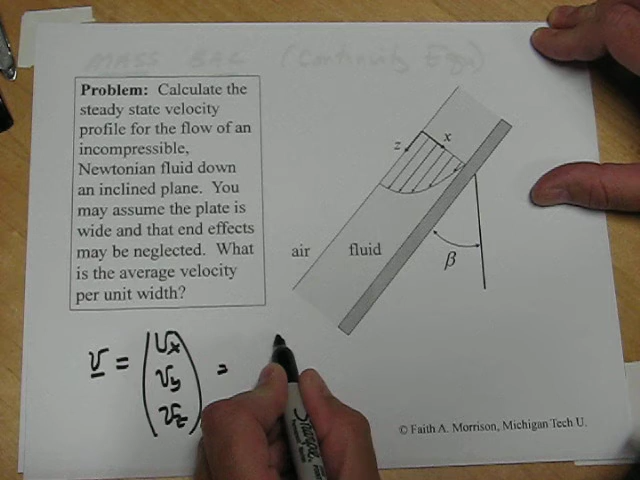 MASS BAL (Continuity Eqn)
Problem: Calculate the
steady state velocity
profile for the flow of an
incompressible,
Newtonian fluid down
an inclined plane. You
may assume the plate is
wide and that end effects
may be neglected. What
is the average velocity
per unit width?
z
x
air
fluid
β
v = (vx
vy
vz) =
© Faith A. Morrison, Michigan Tech U.
Sharpie